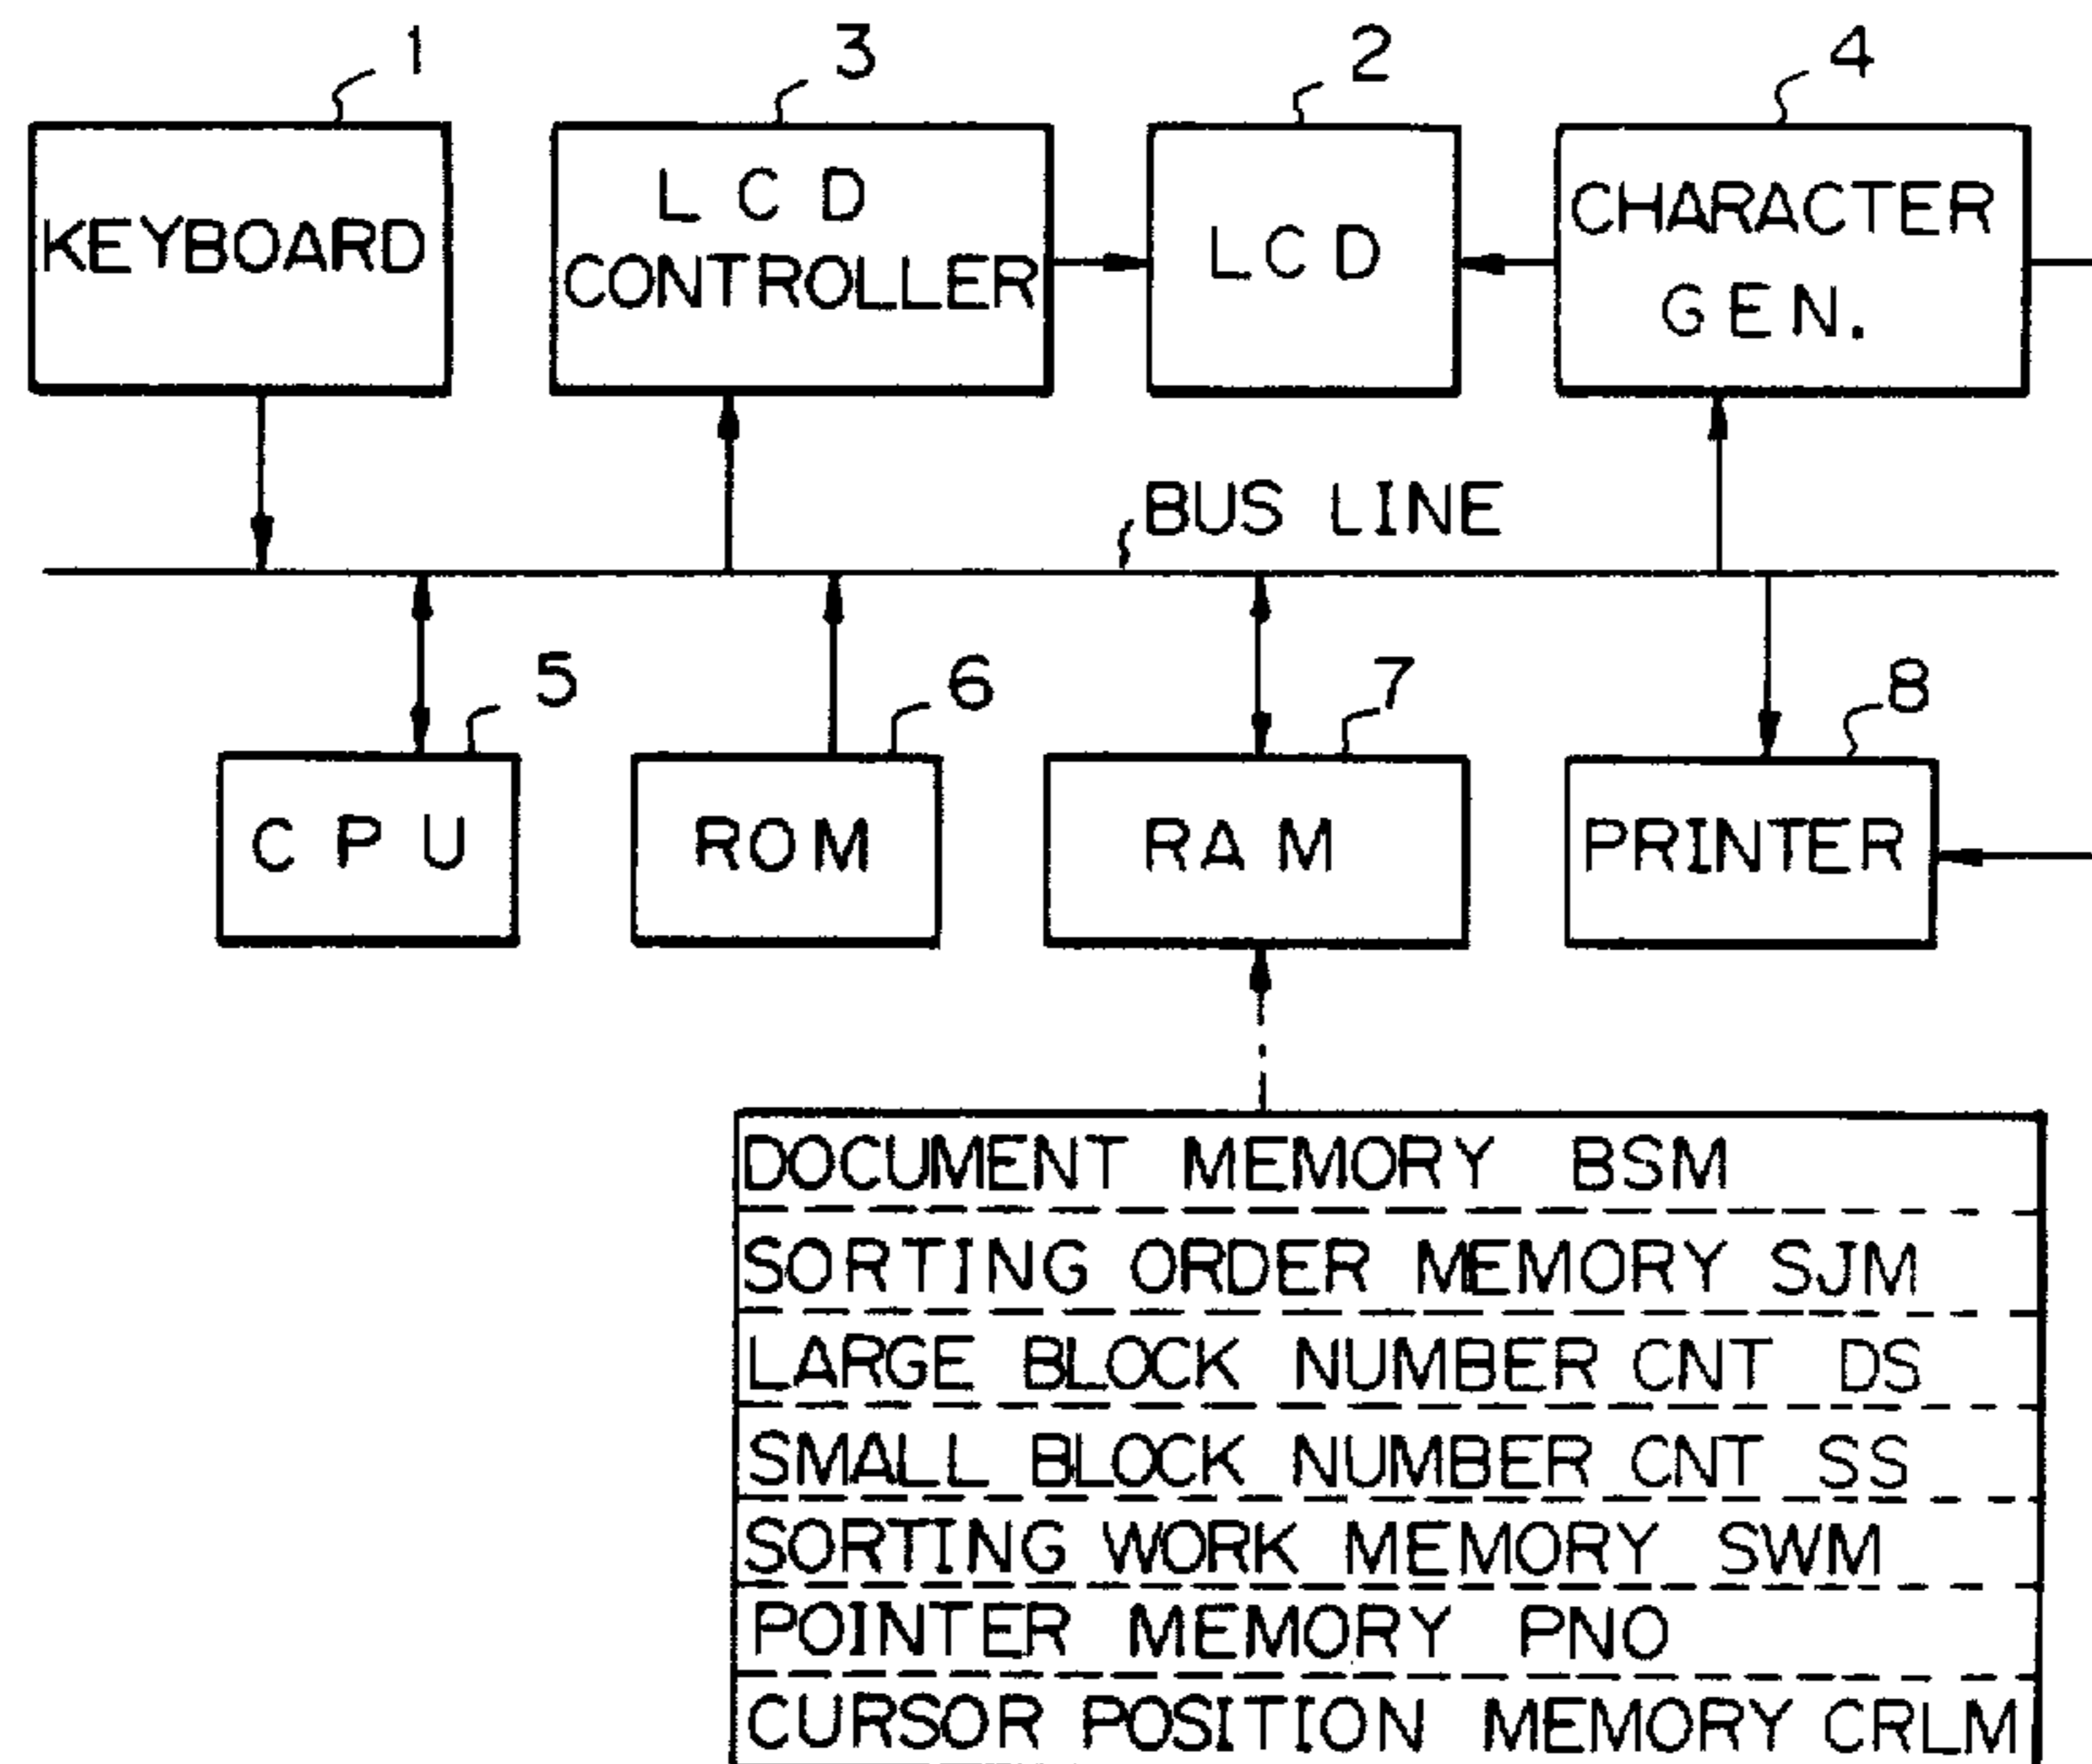 1
3
2
4
KEYBOARD
LCD
CONTROLLER
LCD
CHARACTER
GEN.
BUS LINE
5
6
7
8
CPU
ROM
RAM
PRINTER
DOCUMENT MEMORY BSM
SORTING ORDER MEMORY SJM
LARGE BLOCK NUMBER CNT DS
SMALL BLOCK NUMBER CNT SS
SORTING WORK MEMORY SWM
POINTER MEMORY PNO
CURSOR POSITION MEMORY CRLM